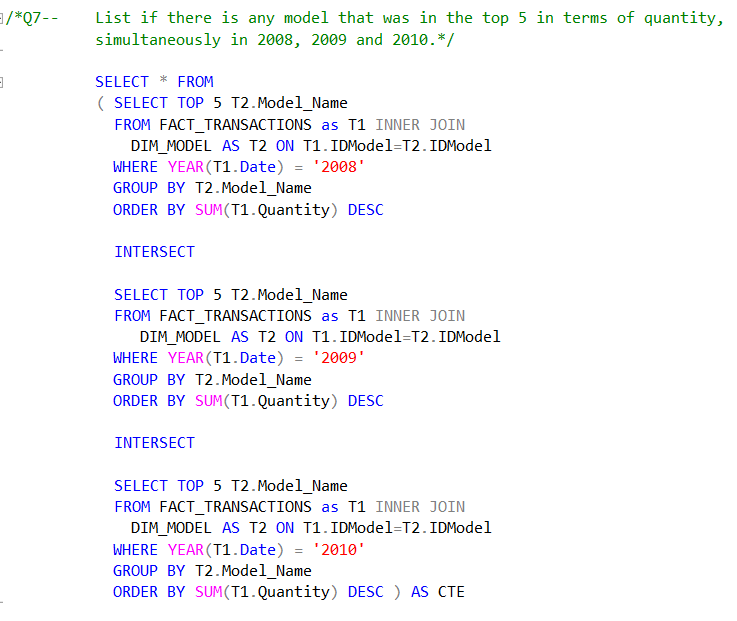 /*Q7-- List if there is any model that was in the top 5 in terms of quantity,
simultaneously in 2008, 2009 and 2010.*/
SELECT * FROM
( SELECT TOP 5 T2.Model_Name
FROM FACT_TRANSACTIONS as T1 INNER JOIN
DIM_MODEL AS T2 ON T1.IDModel=T2.IDModel
WHERE YEAR(T1.Date) = '2008'
GROUP BY T2.Model_Name
ORDER BY SUM(T1.Quantity) DESC
INTERSECT
SELECT TOP 5 T2.Model_Name
FROM FACT_TRANSACTIONS as T1 INNER JOIN
DIM_MODEL AS T2 ON T1.IDModel=T2.IDModel
WHERE YEAR(T1.Date) = '2009'
GROUP BY T2.Model_Name
ORDER BY SUM(T1.Quantity) DESC
INTERSECT
SELECT TOP 5 T2.Model_Name
FROM FACT_TRANSACTIONS as T1 INNER JOIN
DIM_MODEL AS T2 ON T1.IDModel=T2.IDModel
WHERE YEAR(T1.Date) = '2010'
GROUP BY T2.Model_Name
ORDER BY SUM(T1.Quantity) DESC ) AS CTE